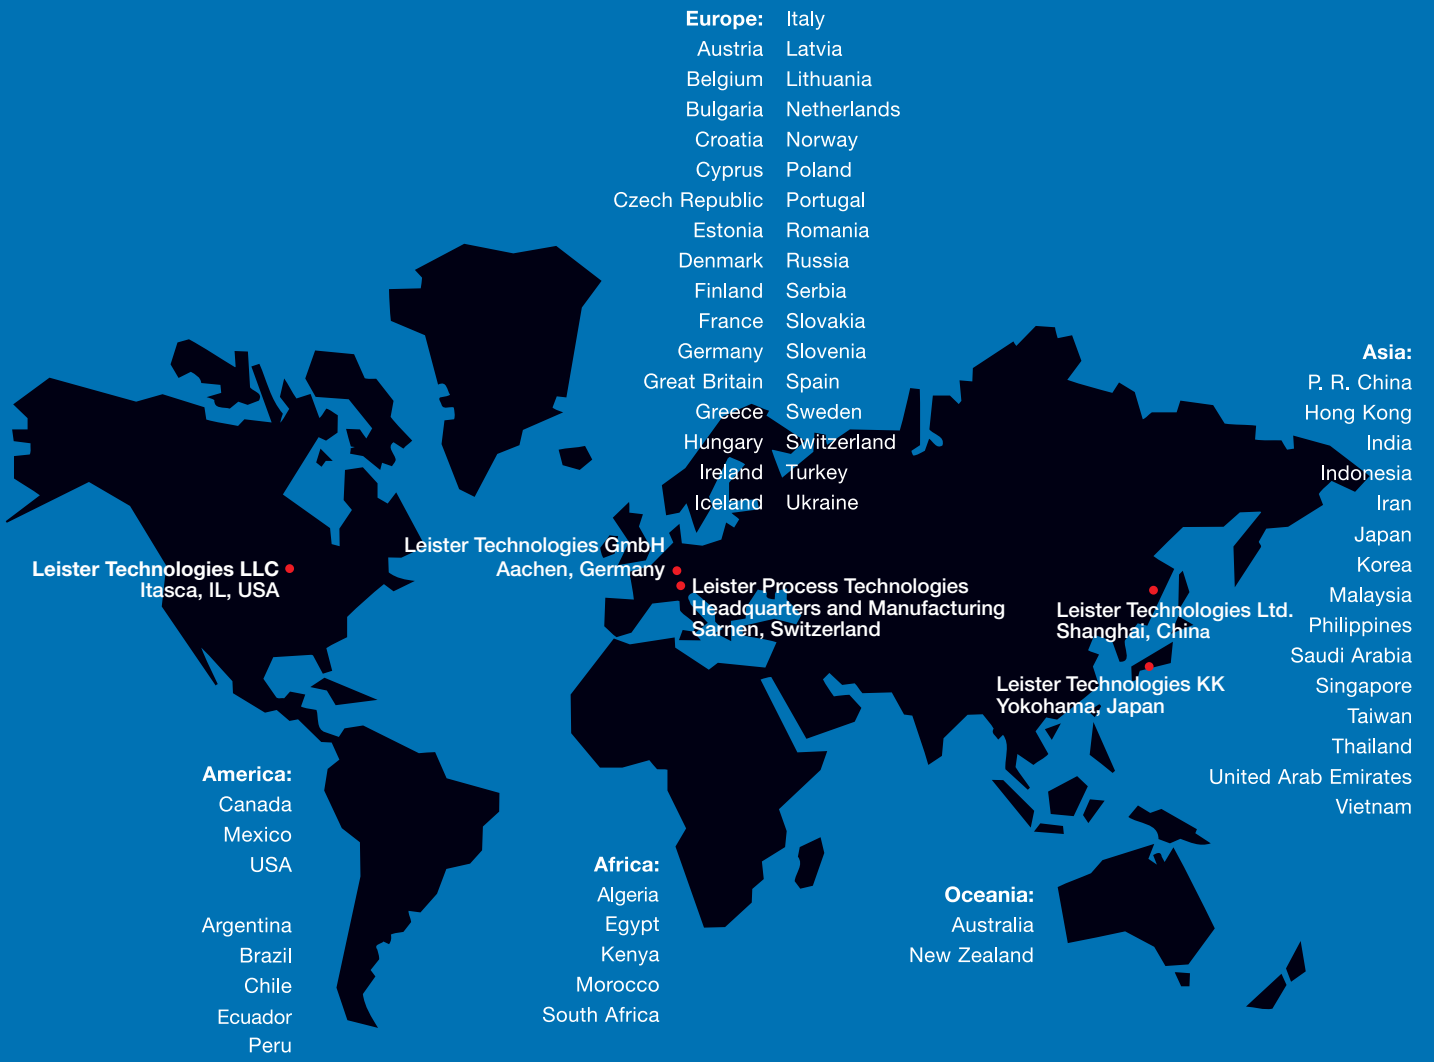 Europe:
Austria
Belgium
Bulgaria
Croatia
Cyprus
Czech Republic
Estonia
Denmark
Finland
France
Germany
Great Britain
Greece
Hungary
Ireland
Iceland
Italy
Latvia
Lithuania
Netherlands
Norway
Poland
Portugal
Romania
Russia
Serbia
Slovakia
Slovenia
Spain
Sweden
Switzerland
Turkey
Ukraine
Asia:
P. R. China
Hong Kong
India
Indonesia
Iran
Japan
Korea
Malaysia
Philippines
Saudi Arabia
Singapore
Taiwan
Thailand
United Arab Emirates
Vietnam
Leister Technologies LLC
Itasca, IL, USA
Leister Technologies GmbH
Aachen, Germany
Leister Process Technologies
Headquarters and Manufacturing
Sarnen, Switzerland
Leister Technologies Ltd.
Shanghai, China
Leister Technologies KK
Yokohama, Japan
America:
Canada
Mexico
USA
Argentina
Brazil
Chile
Ecuador
Peru
Africa:
Algeria
Egypt
Kenya
Morocco
South Africa
Oceania:
Australia
New Zealand